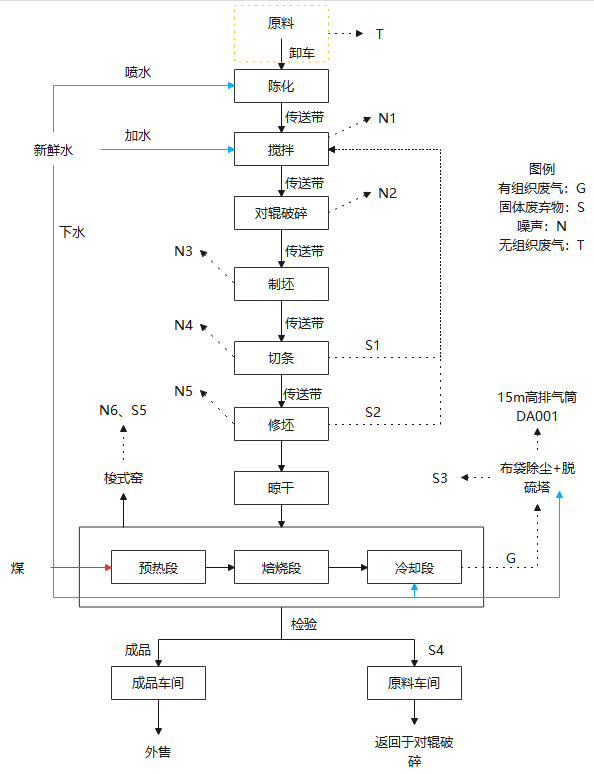 原料
T
卸车
喷水
陈化
传送带
N1
加水
新鲜水
搅拌
图例
有组织废气：G
固体废弃物：S
噪声：N
无组织废气：T
传送带
N2
对辊破碎
下水
N3
传送带
制坯
N4
传送带
S1
切条
N5
传送带
15m高排气筒
DA001
N6、S5
S2
修坯
布袋除尘+脱
硫塔
S3
梭式窑
晾干
G
煤
预热段
焙烧段
冷却段
检验
成品
S4
成品车间
原料车间
外售
返回于对辊破
碎